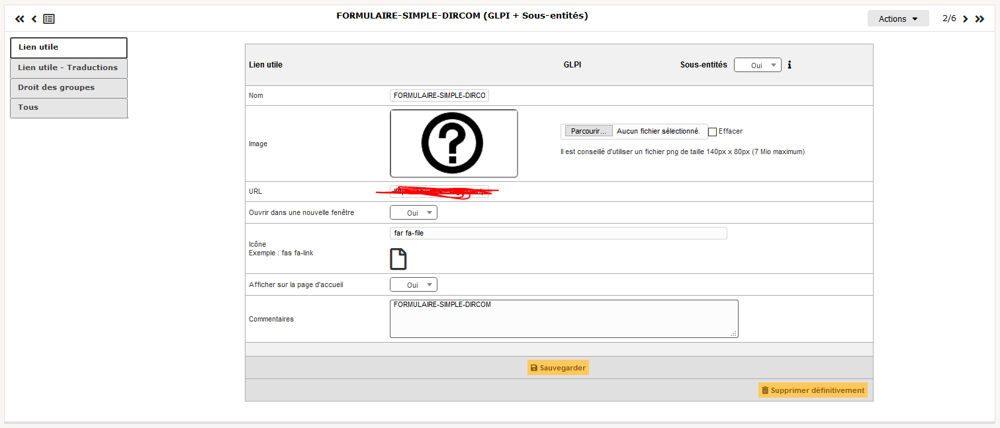 FORMULAIRE-SIMPLE-DIRCOM (GLPI + Sous-entités)
Actions
2/6
Lien utile
Lien utile - Traductions
Droit des groupes
Tous
Lien utile GLPI Sous-entités Oui
Nom FORMULAIRE-SIMPLE-DIRCO
Image
Parcourir... Aucun fichier sélectionné. Effacer
Il est conseillé d'utiliser un fichier png de taille 140px x 80px (7 Mio maximum)
URL
Ouvrir dans une nouvelle fenêtre Oui
far fa-file
Icône
Exemple : fas fa-link
Afficher sur la page d'accueil Oui
FORMULAIRE-SIMPLE-DIRCOM
Commentaires
Sauvegarder
Supprimer définitivement